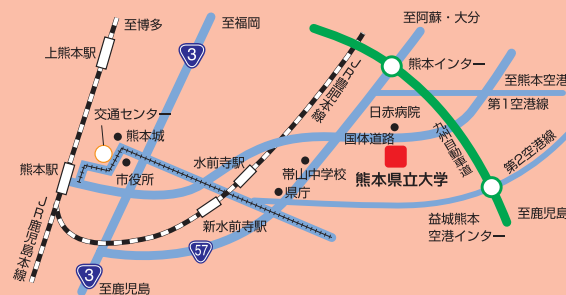 至博多
至福岡
至阿蘇・大分
3
上熊本駅
JR豊肥本線
熊本インター
至熊本空港
第1空港線
交通センター
熊本城
日赤病院
国体道路
九州自動車道
第2空港線
水前寺駅
熊本駅
市役所
帯山中学校
熊本県立大学
県庁
JR鹿児島本線
新水前寺駅
益城熊本
空港インター
至鹿児島
57
3
至鹿児島